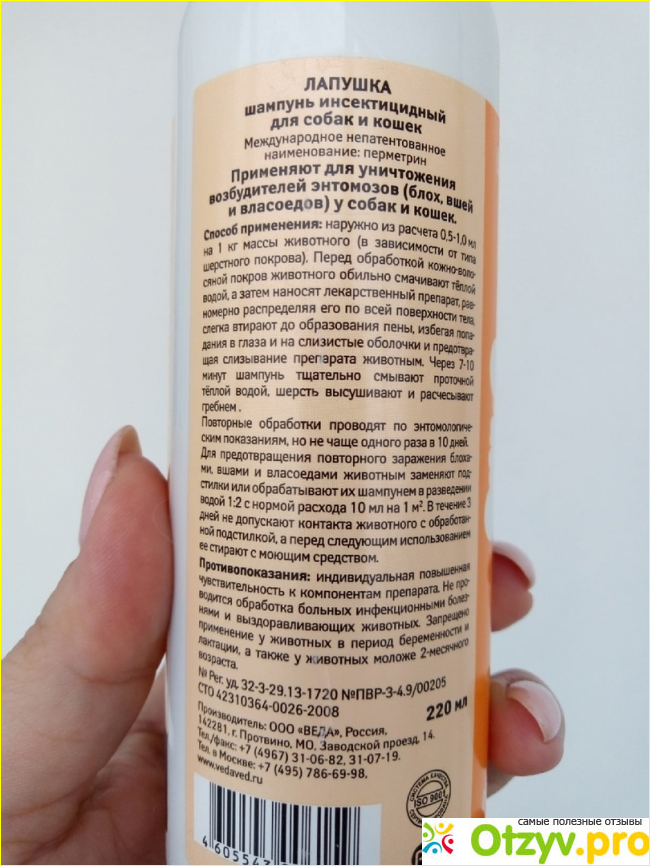 ЛАПУШКА
шампунь инсектицидный
для собак и кошек
Международное непатентованное
наименование: перметрин
Применяют для уничтожения
возбудителей энтомозов (блох, вшей
и власоедов) у собак и кошек.
Способ применения: наружно из расчета 0,5-1,0 мл
на 1 кг массы животного (в зависимости от типа
шерстного покрова). Перед обработкой кожно-воло-
сяной покров животного обильно смачивают тёплой
водой, а затем наносят лекарственный препарат, рав-
номерно распределяя его по всей поверхности тела,
слегка втирают до образования пены, избегая попа-
дания в глаза и на слизистые оболочки и предотвра-
щая слизывание препарата животным. Через 7-10
минут шампунь тщательно смывают проточной
тёплой водой, шерсть высушивают и расчесывают
гребнем .
Повторные обработки проводят по энтомологиче-
ским показаниям, но не чаще одного раза в 10 дней.
Для предотвращения повторного заражения блоха-
ми, вшами и власоедами животным заменяют под-
стилки или обрабатывают их шампунем в разведении
водой 1:2 с нормой расхода 10 мл на 1 м². В течение 3
дней не допускают контакта животного с обработан-
ной подстилкой, а перед следующим использованием
ее стирают с моющим средством.
Противопоказания: индивидуальная повышенная
чувствительность к компонентам препарата. Не про-
водится обработка больных инфекционными болез-
нями и выздоравливающих животных. Запрещено
применение у животных в период беременности и
лактации, а также у животных моложе 2-месячного
возраста.
№ Рег. уд. 32-3-29.13-1720 №ПВР-3-4.9/00205
СТО 42310364-0026-2008
220 мл
Производитель: ООО «ВЕДА», Россия,
142281, г. Протвино, МО, Заводской проезд, 14.
Тел./факс: +7 (4967) 31-06-82, 31-07-19.
Тел. в Москве: +7 (495) 786-69-98.
www.vedaved.ru
ISO 9001
4 60554
самые полезные отзывы
Otzyv.pro